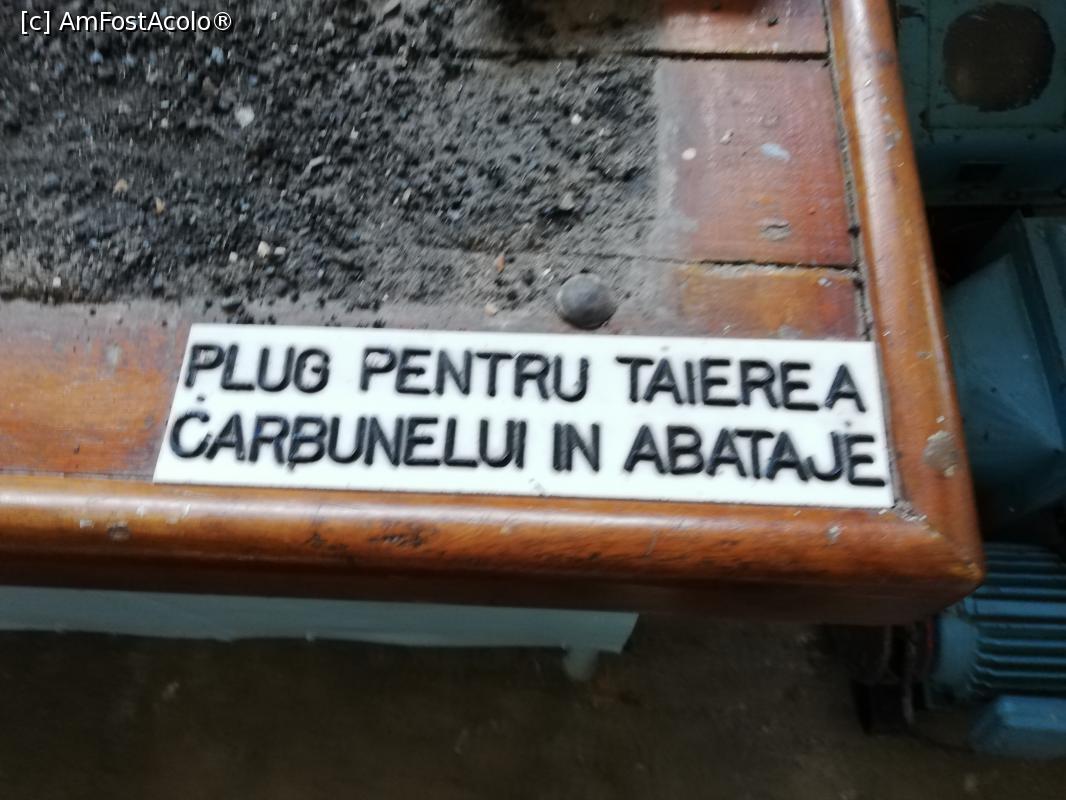 [c] AmFostAcolo®
PLUG PENTRU TAIEREA
CARBUNELUI IN ABATAJE